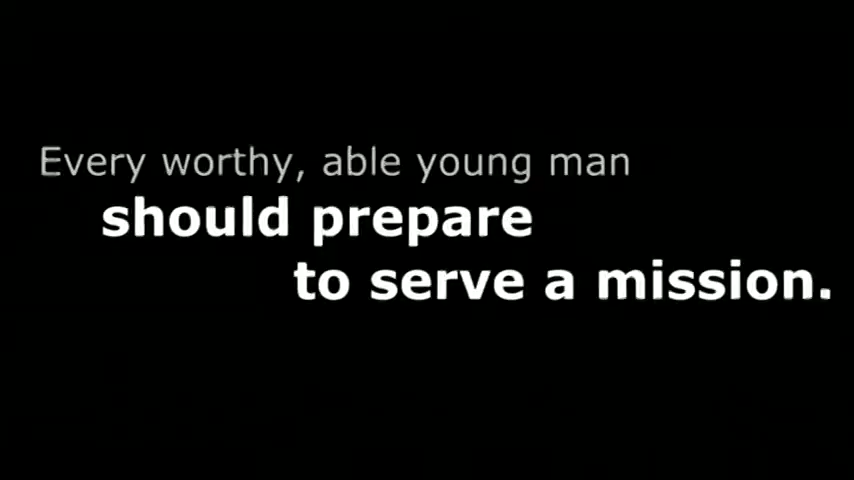 Every worthy, able young man
should prepare
to serve a mission.